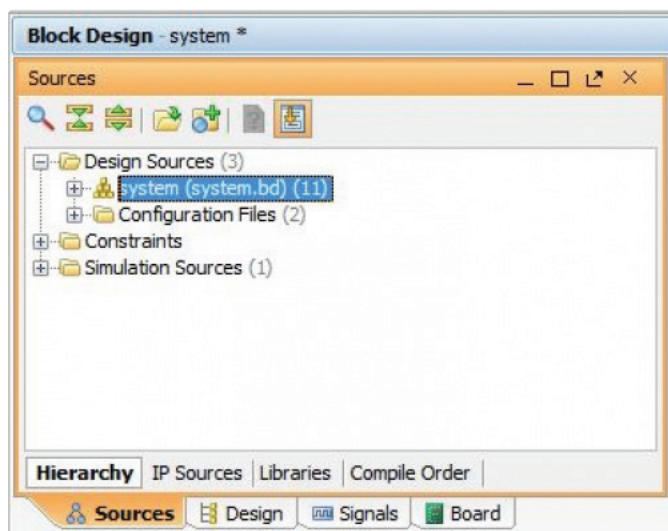 Block Design - system *
Sources
Design Sources (3)
system (system.bd) (11)
Configuration Files (2)
Constraints
Simulation Sources (1)
Hierarchy IP Sources Libraries Compile Order
Sources Design Signals Board